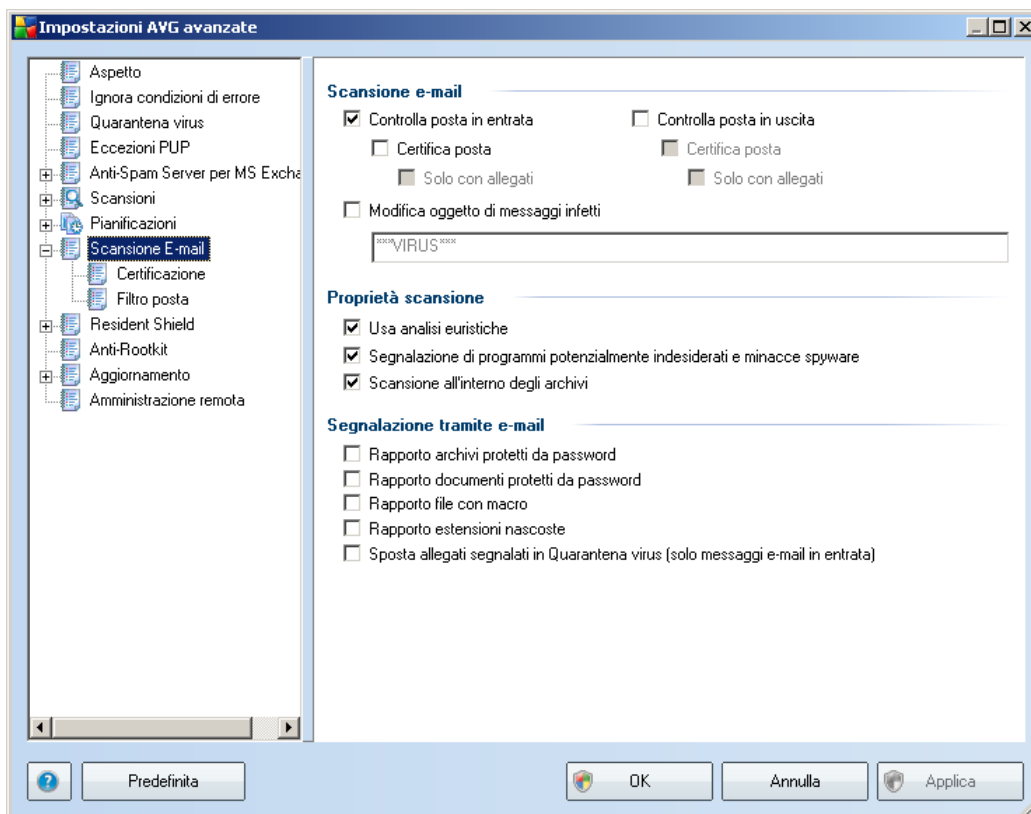 Impostazioni AVG avanzate
Aspetto
Ignora condizioni di errore
Quarantena virus
Eccezioni PUP
Anti-Spam Server per MS Excha
Scansioni
Pianificazioni
Scansione E-mail
Certificazione
Filtro posta
Resident Shield
Anti-Rootkit
Aggiornamento
Amministrazione remota
Scansione e-mail
Controlla posta in entrata
Controlla posta in uscita
Certifica posta
Certifica posta
Solo con allegati
Solo con allegati
Modifica oggetto di messaggi infetti
***VIRUS***
Proprietà scansione
Usa analisi euristiche
Segnalazione di programmi potenzialmente indesiderati e minacce spyware
Scansione all'interno degli archivi
Segnalazione tramite e-mail
Rapporto archivi protetti da password
Rapporto documenti protetti da password
Rapporto file con macro
Rapporto estensioni nascoste
Sposta allegati segnalati in Quarantena virus (solo messaggi e-mail in entrata)
Predefinita
OK
Annulla
Applica